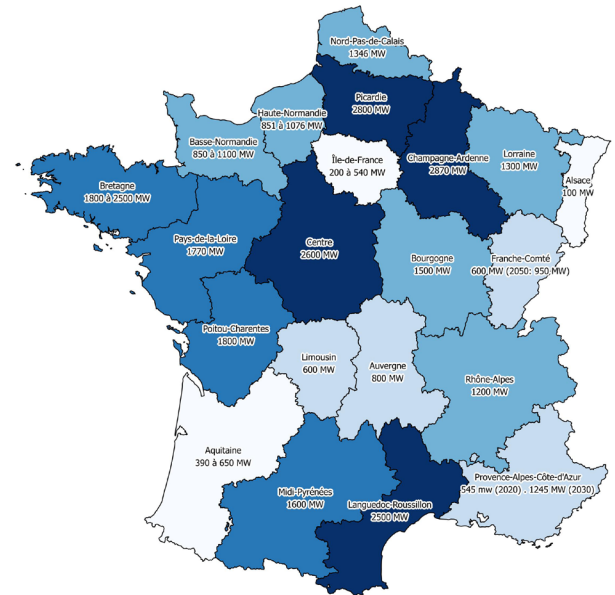 Nord-Pas-de-Calais
1346 MW
Picardie
2800 MW
Haute-Normandie
851 à 1076 MW
Basse-Normandie
850 à 1100 MW
Île-de-France
200 à 540 MW
Champagne-Ardenne
2870 MW
Lorraine
1300 MW
Alsace
100 MW
Bretagne
1800 à 2500 MW
Pays-de-la-Loire
1770 MW
Centre
2600 MW
Bourgogne
1500 MW
Franche-Comté
600 MW (2050: 950 MW)
Poitou-Charentes
1800 MW
Limousin
600 MW
Auvergne
800 MW
Rhône-Alpes
1200 MW
Aquitaine
390 à 650 MW
Midi-Pyrénées
1600 MW
Languedoc-Roussillon
2500 MW
Provence-Alpes-Côte-d'Azur
545 mw (2020) . 1245 MW (2030)